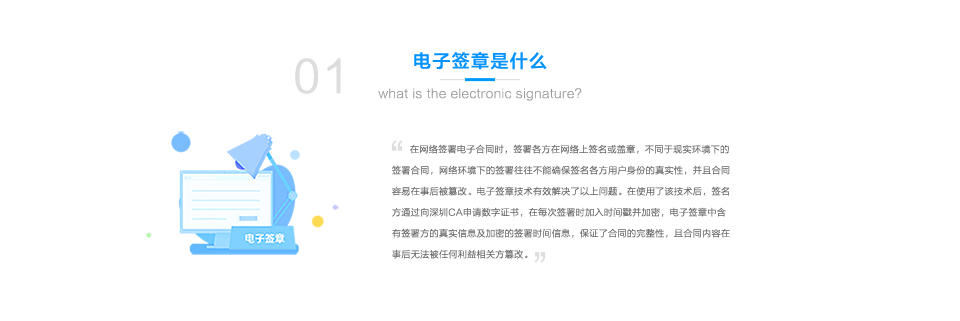 01
电子签章是什么
what is the electronic signature?
“ 在网络签署电子合同时，签署各方在网络上签名或盖章，不同于现实环境下的
签署合同，网络环境下的签署往往不能确保签名各方用户身份的真实性，并且合同
容易在事后被篡改。电子签章技术有效解决了以上问题。在使用了该技术后，签名
方通过向深圳CA申请数字证书，在每次签署时加入时间戳并加密，电子签章中含
有签署方的真实信息及加密的签署时间信息，保证了合同的完整性，且合同内容在
事后无法被任何利益相关方篡改。 ”
电子签章